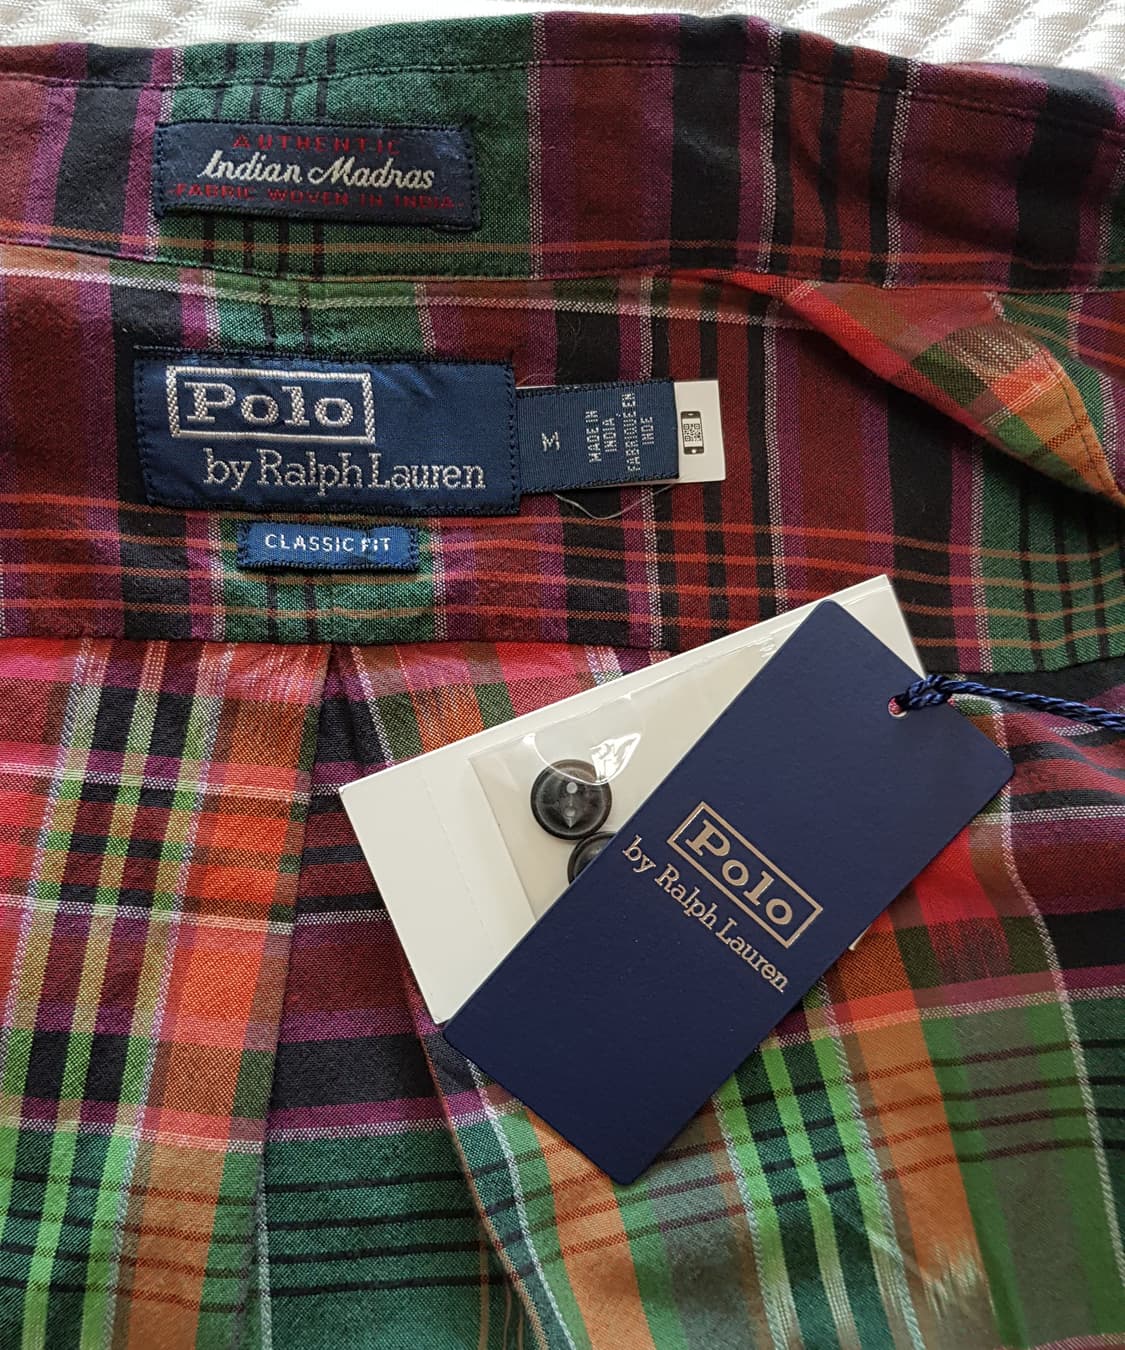 AUTHENTIC
Indian Madras
FABRIC WOVEN IN INDIA
Polo
by Ralph Lauren
M
MADE IN
INDIA
FABRIQUÉ EN
INDE
CLASSIC FIT
Polo
by Ralph Lauren